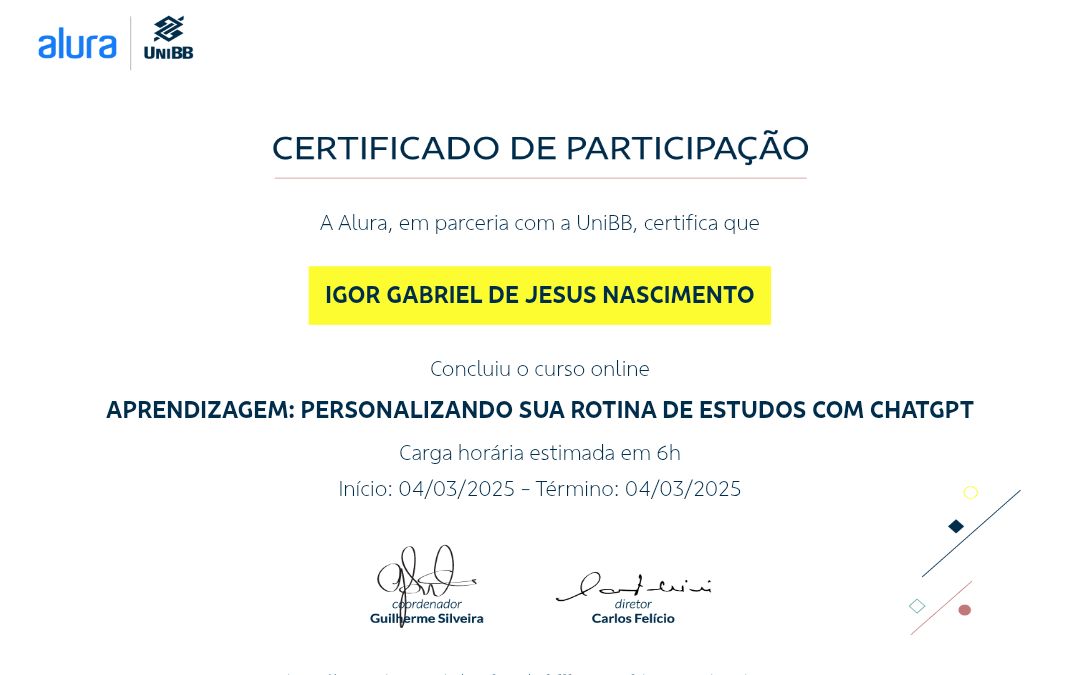 alura
UNIBB
CERTIFICADO DE PARTICIPAÇÃO
A Alura, em parceria com a UniBB, certifica que
IGOR GABRIEL DE JESUS NASCIMENTO
Concluiu o curso online
APRENDIZAGEM: PERSONALIZANDO SUA ROTINA DE ESTUDOS COM CHATGPT
Carga horária estimada em 6h
Início: 04/03/2025 - Término: 04/03/2025
coordenador
Guilherme Silveira
diretor
Carlos Felício